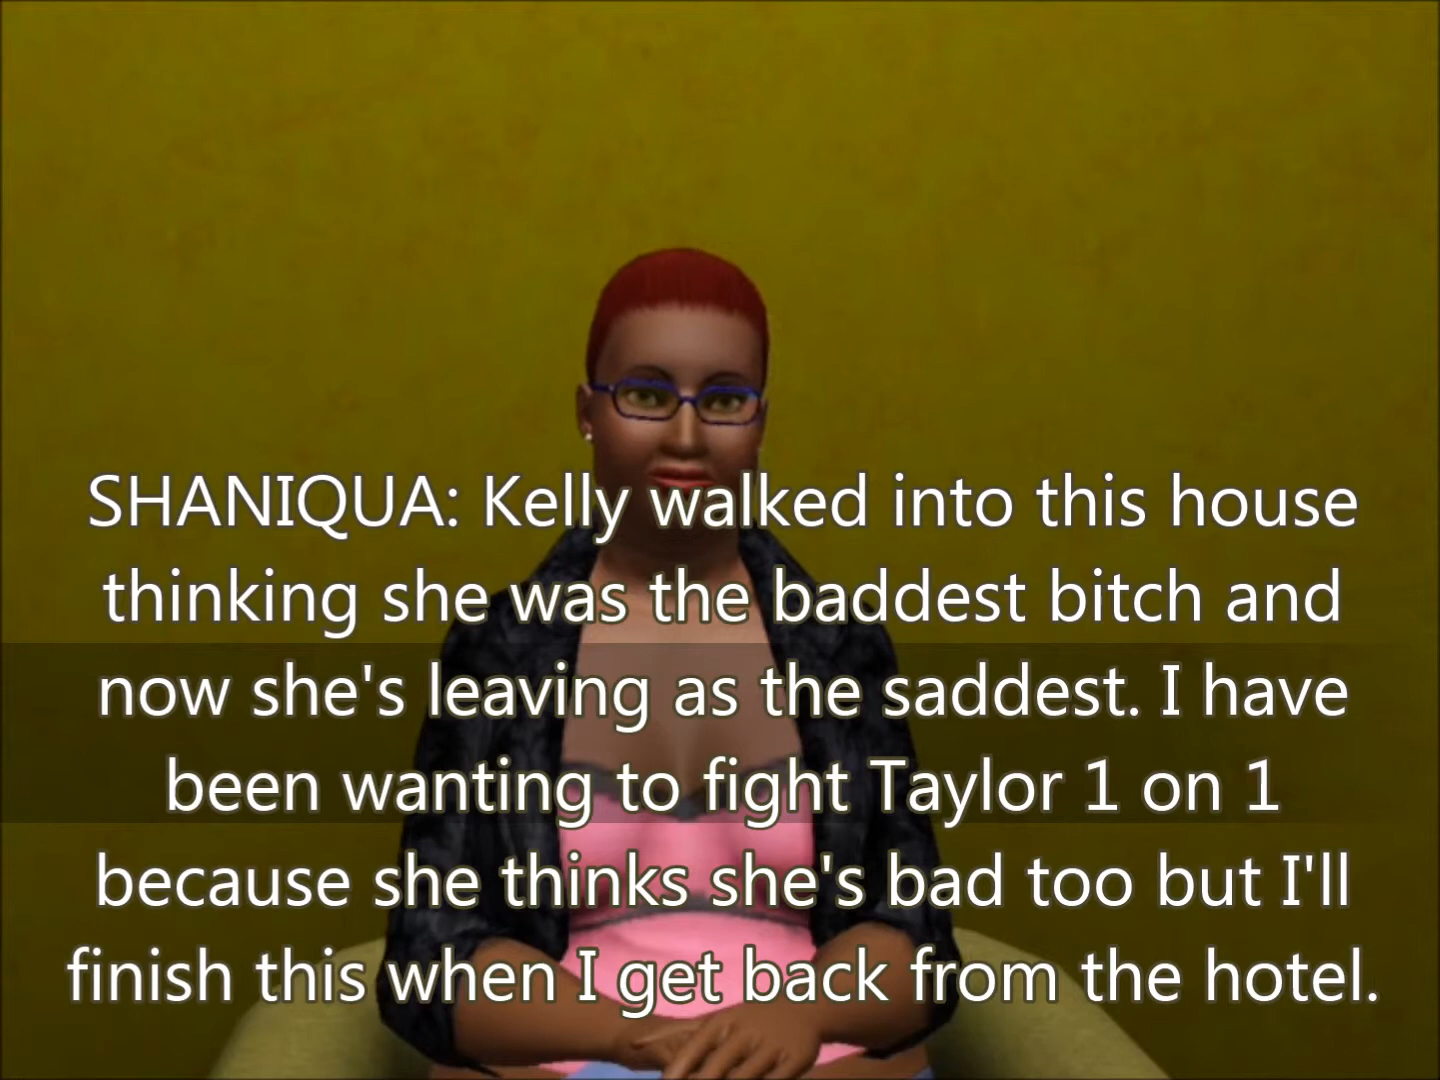 SHANIQUA: Kelly walked into this house
thinking she was the baddest bitch and
now she's leaving as the saddest. I have
been wanting to fight Taylor 1 on 1
because she thinks she's bad too but I'll
finish this when I get back from the hotel.